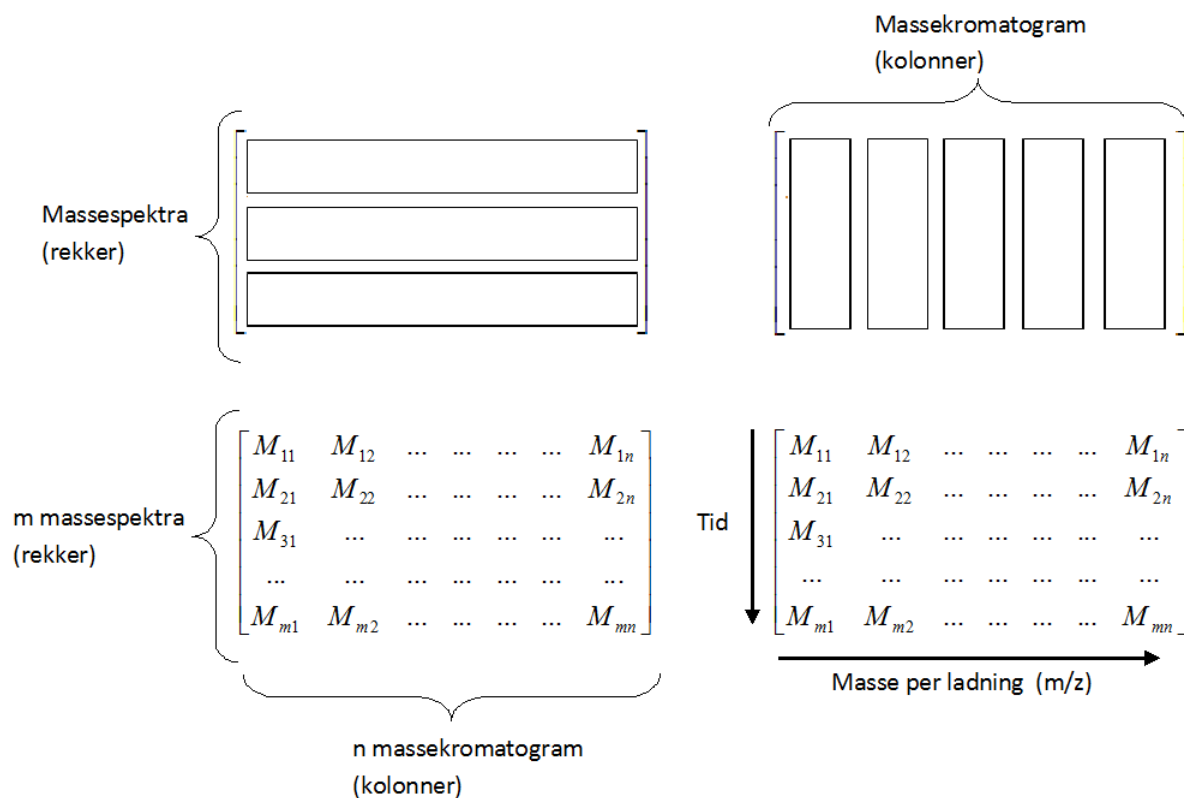 Massekromatogram
(kolonner)
Massespektra
(rekker)
m massespektra
(rekker)
M₁₁ M₁₂ ... ... ... ... M₁ₙ
M₂₁ M₂₂ ... ... ... ... M₂ₙ
M₃₁ ... ... ... ... ... ...
... ... ... ... ... ... ...
Mₘ₁ Mₘ₂ ... ... ... ... Mₘₙ
n massekromatogram
(kolonner)
Tid
M₁₁ M₁₂ ... ... ... ... M₁ₙ
M₂₁ M₂₂ ... ... ... ... M₂ₙ
M₃₁ ... ... ... ... ... ...
... ... ... ... ... ... ...
Mₘ₁ Mₘ₂ ... ... ... ... Mₘₙ
Masse per ladning (m/z)